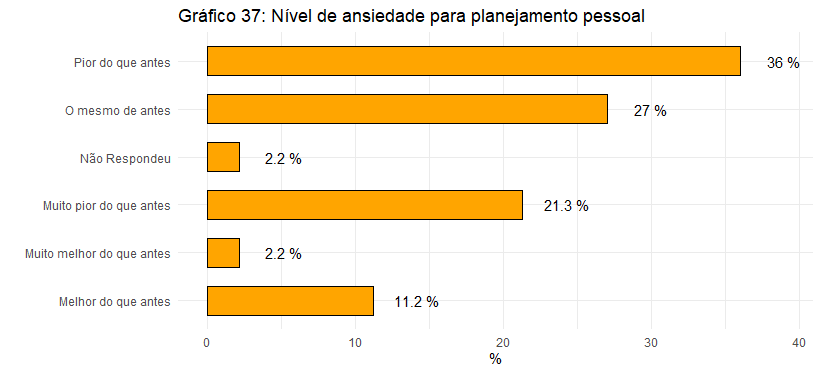 Gráfico 37: Nível de ansiedade para planejamento pessoal
Pior do que antes 36 %
O mesmo de antes 27 %
Não Respondeu 2.2 %
Muito pior do que antes 21.3 %
Muito melhor do que antes 2.2 %
Melhor do que antes 11.2 %
0 10 20 30 40
%